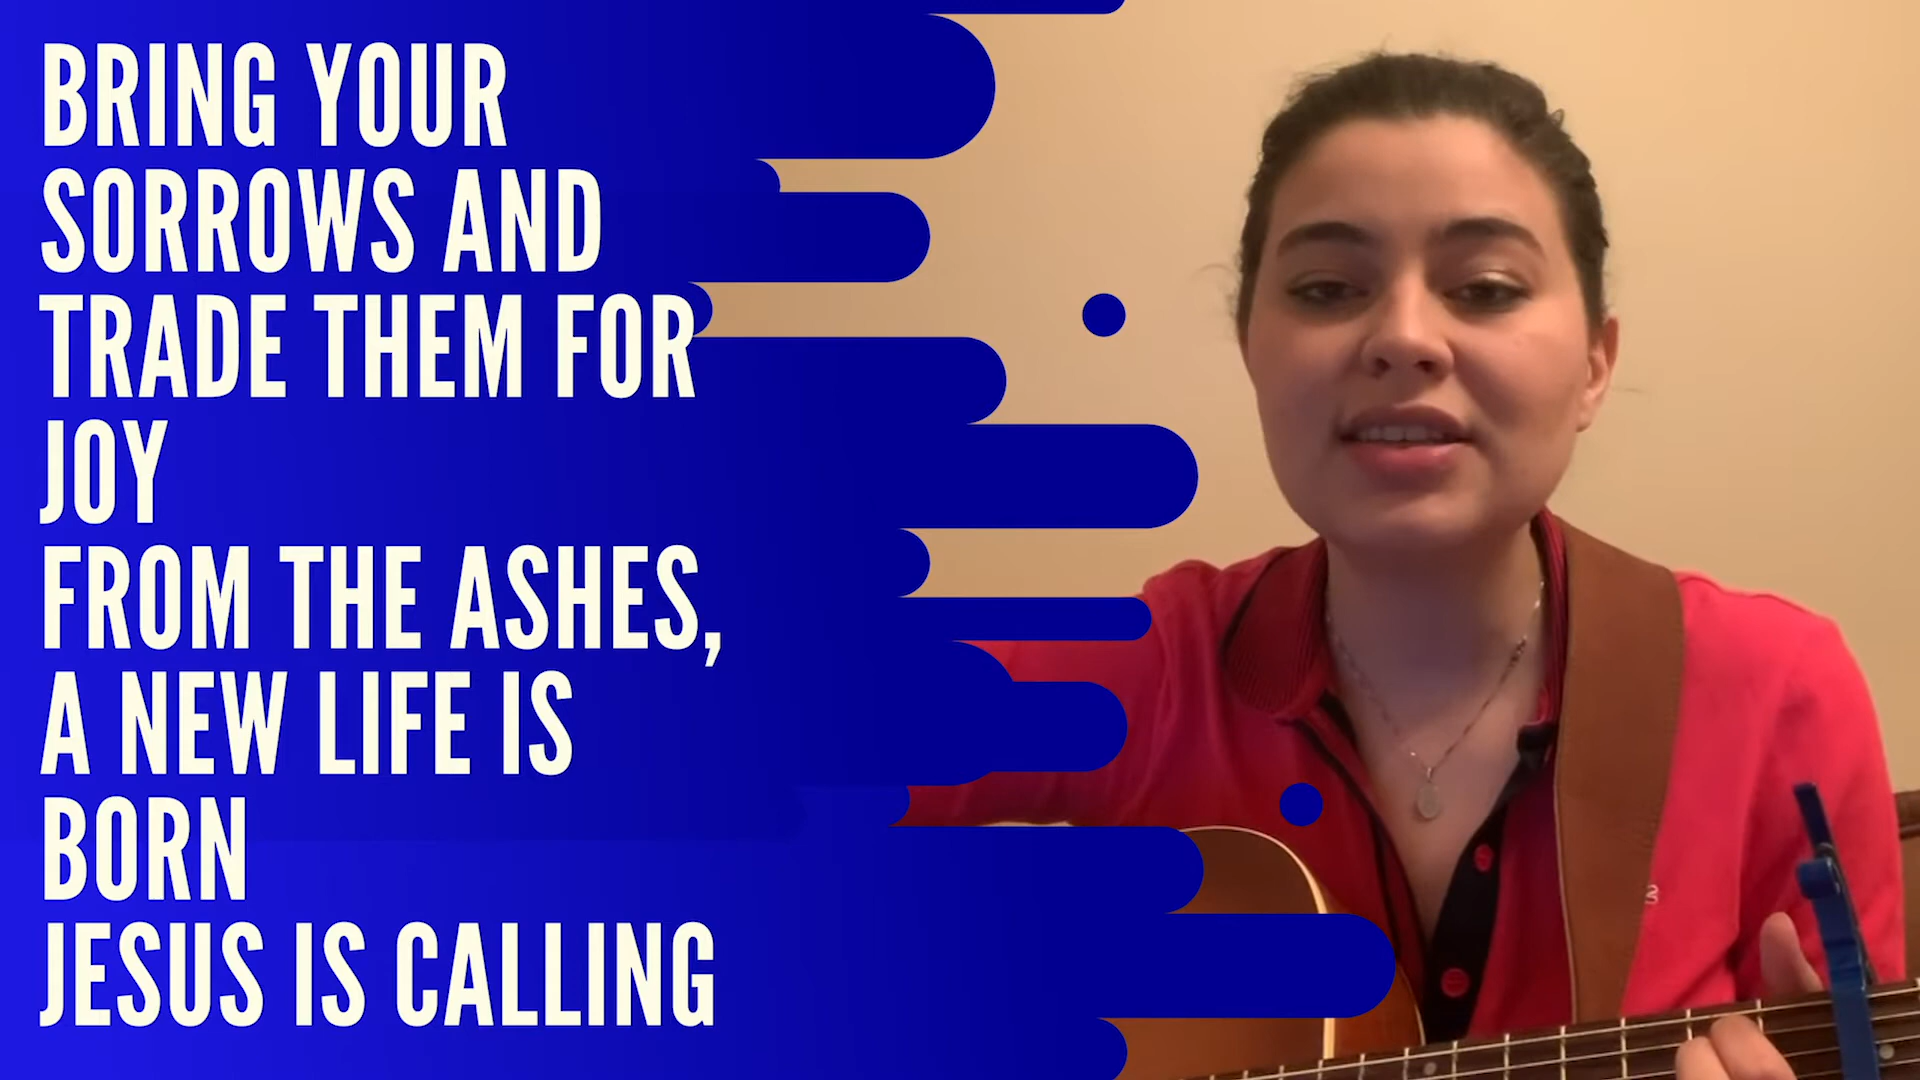 BRING YOUR
SORROWS AND
TRADE THEM FOR
JOY
FROM THE ASHES,
A NEW LIFE IS
BORN
JESUS IS CALLING